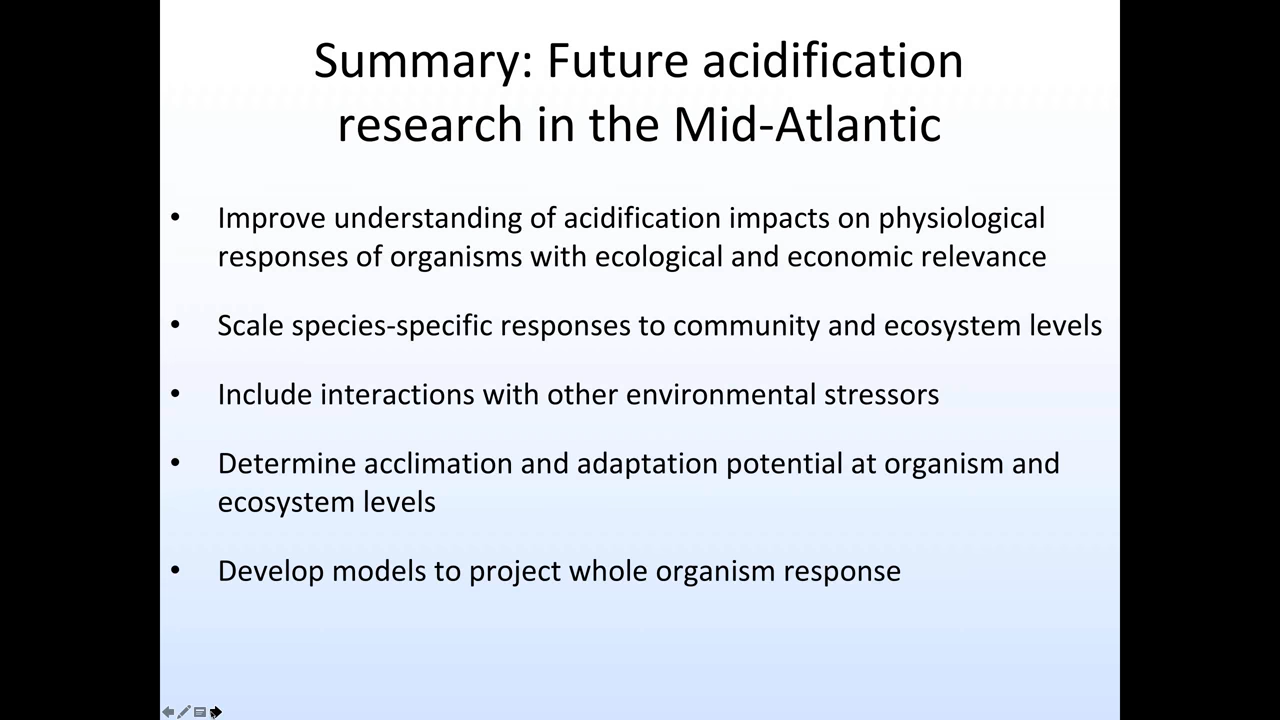 Summary: Future acidification
research in the Mid-Atlantic
• Improve understanding of acidification impacts on physiological
responses of organisms with ecological and economic relevance
• Scale species-specific responses to community and ecosystem levels
• Include interactions with other environmental stressors
• Determine acclimation and adaptation potential at organism and
ecosystem levels
• Develop models to project whole organism response